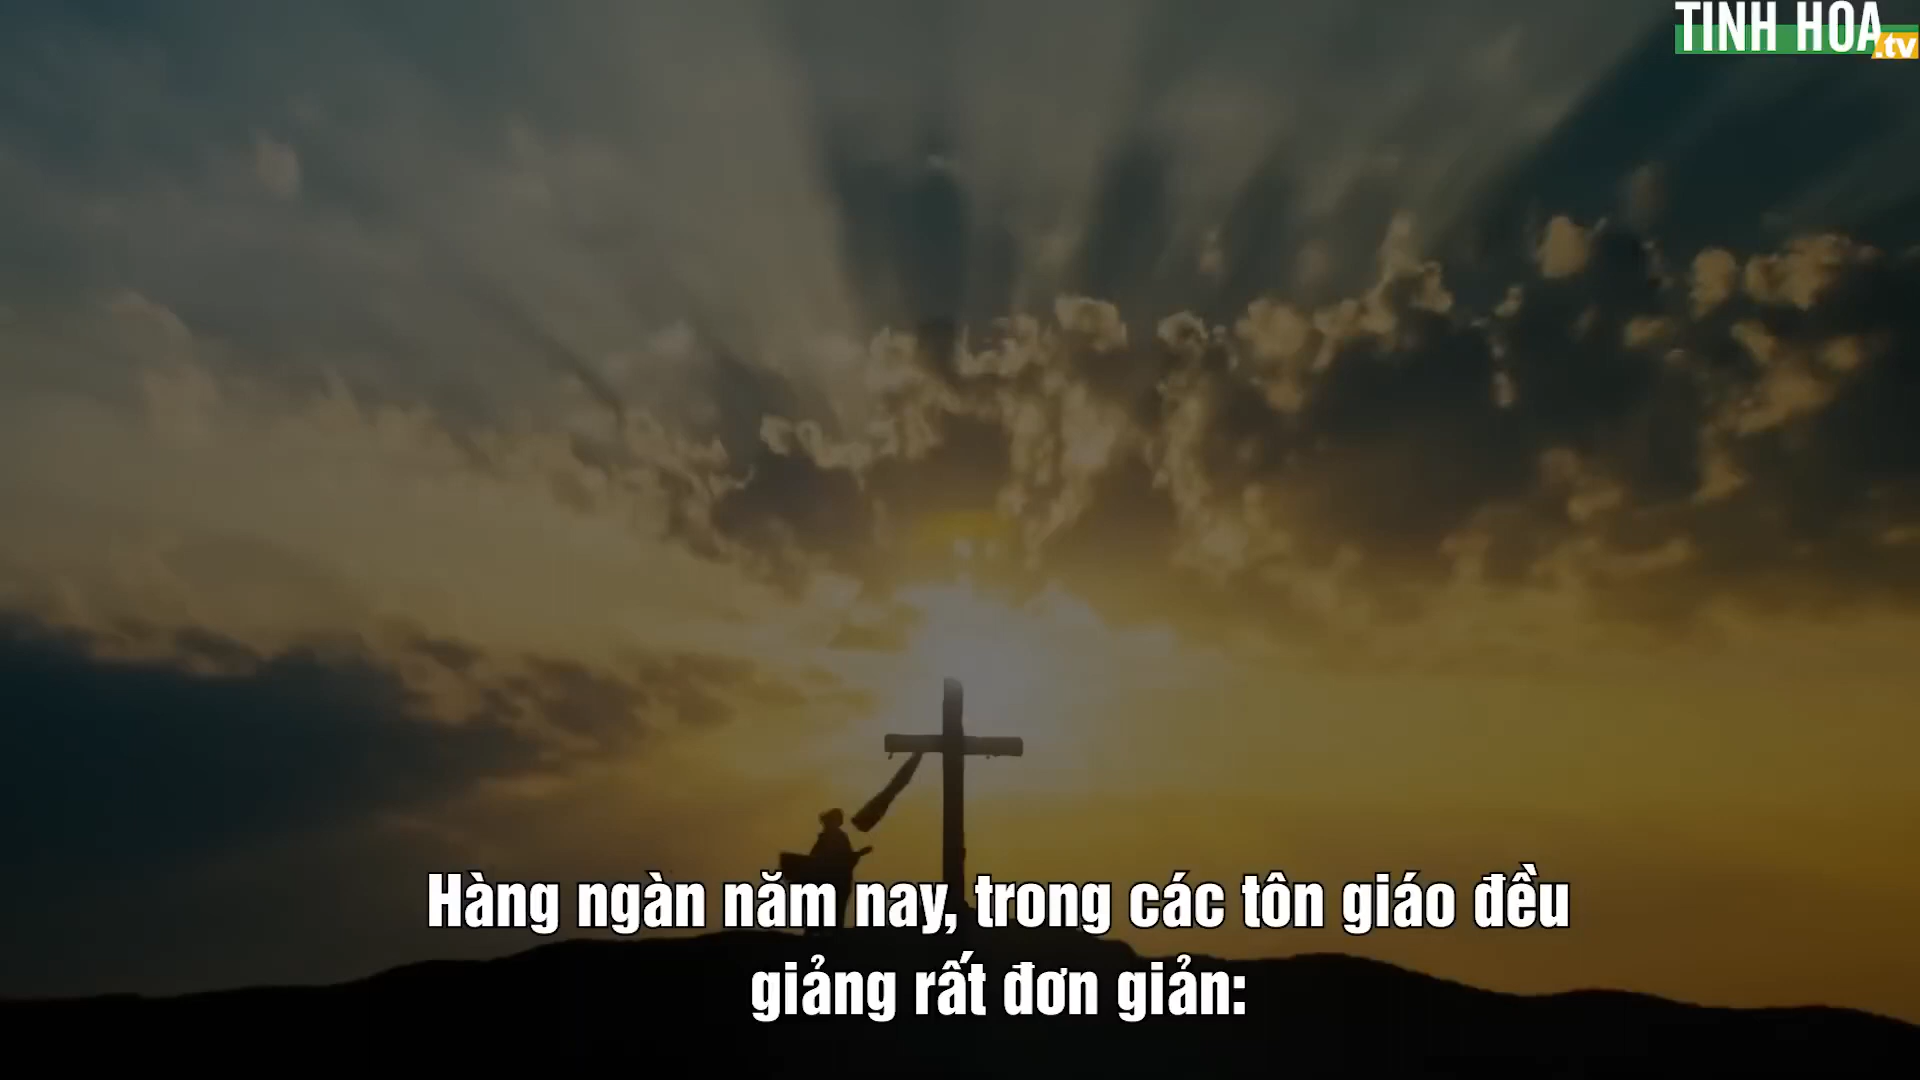 TINH HOA
.tv
Hàng ngàn năm nay, trong các tôn giáo đều
giảng rất đơn giản: